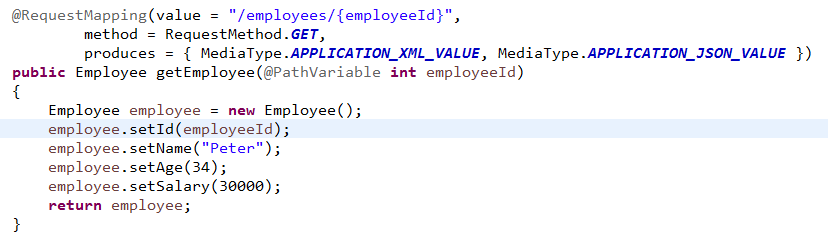 @RequestMapping(value = "/employees/{employeeId}",
        method = RequestMethod.GET,
        produces = { MediaType.APPLICATION_XML_VALUE, MediaType.APPLICATION_JSON_VALUE })
public Employee getEmployee(@PathVariable int employeeId)
{
    Employee employee = new Employee();
    employee.setId(employeeId);
    employee.setName("Peter");
    employee.setAge(34);
    employee.setSalary(30000);
    return employee;
}